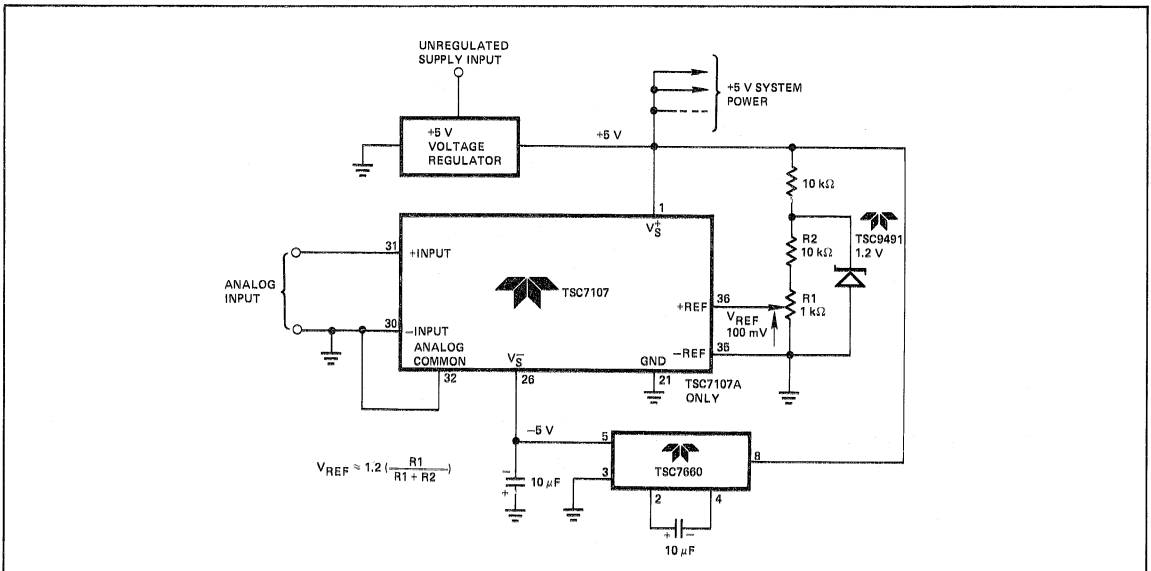 UNREGULATED
SUPPLY INPUT
+5 V SYSTEM
POWER
+5 V
VOLTAGE
REGULATOR
+5 V
10 kΩ
1
V_S^+
TSC9491
1.2 V
R2
10 kΩ
31
+INPUT
ANALOG
INPUT
TSC7107
+REF
36
V_REF
100 mV
R1
1 kΩ
30
–INPUT
ANALOG
COMMON
32
V_S^–
26
GND
21
–REF
35
TSC7107A
ONLY
–5 V
5
3
TSC7660
8
2
4
V_REF ≈ 1.2 (R1 / R1 + R2)
–
+
10 μF
+
–
10 μF